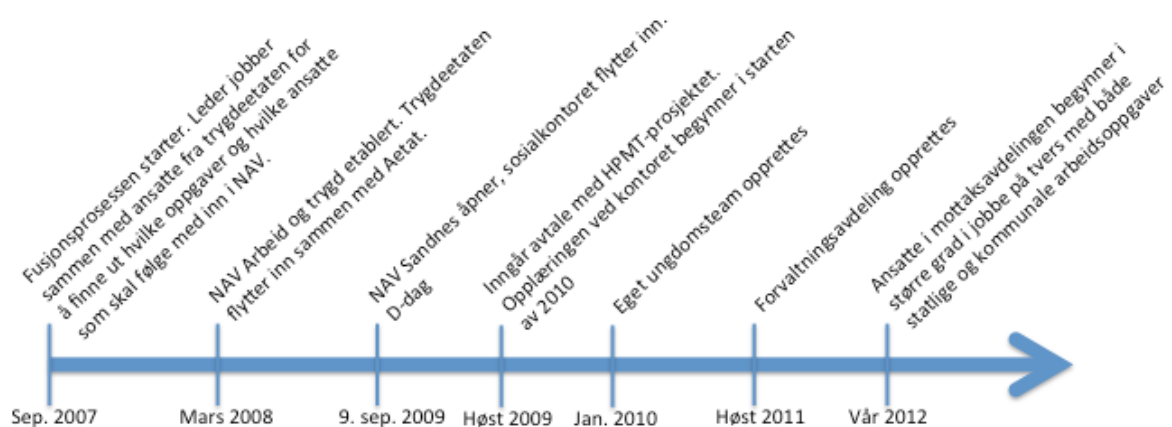 Fusjonsprosessen starter. Leder jobber
sammen med ansatte fra trygdeetaten for
å finne ut hvilke oppgaver og hvilke ansatte
som skal følge med inn i NAV.
NAV Arbeid og trygd etablert. Trygdeetaten
flytter inn sammen med Aetat.
NAV Sandnes åpner, sosialkontoret flytter inn.
D-dag
Inngår avtale med HPMT-prosjektet.
Opplæringen ved kontoret begynner i starten
av 2010
Eget ungdomsteam opprettes
Forvaltningsavdeling opprettes
Ansatte i mottaksavdelingen begynner i
større grad i jobbe på tvers med både
statlige og kommunale arbeidsoppgaver
Sep. 2007
Mars 2008
9. sep. 2009
Høst 2009
Jan. 2010
Høst 2011
Vår 2012